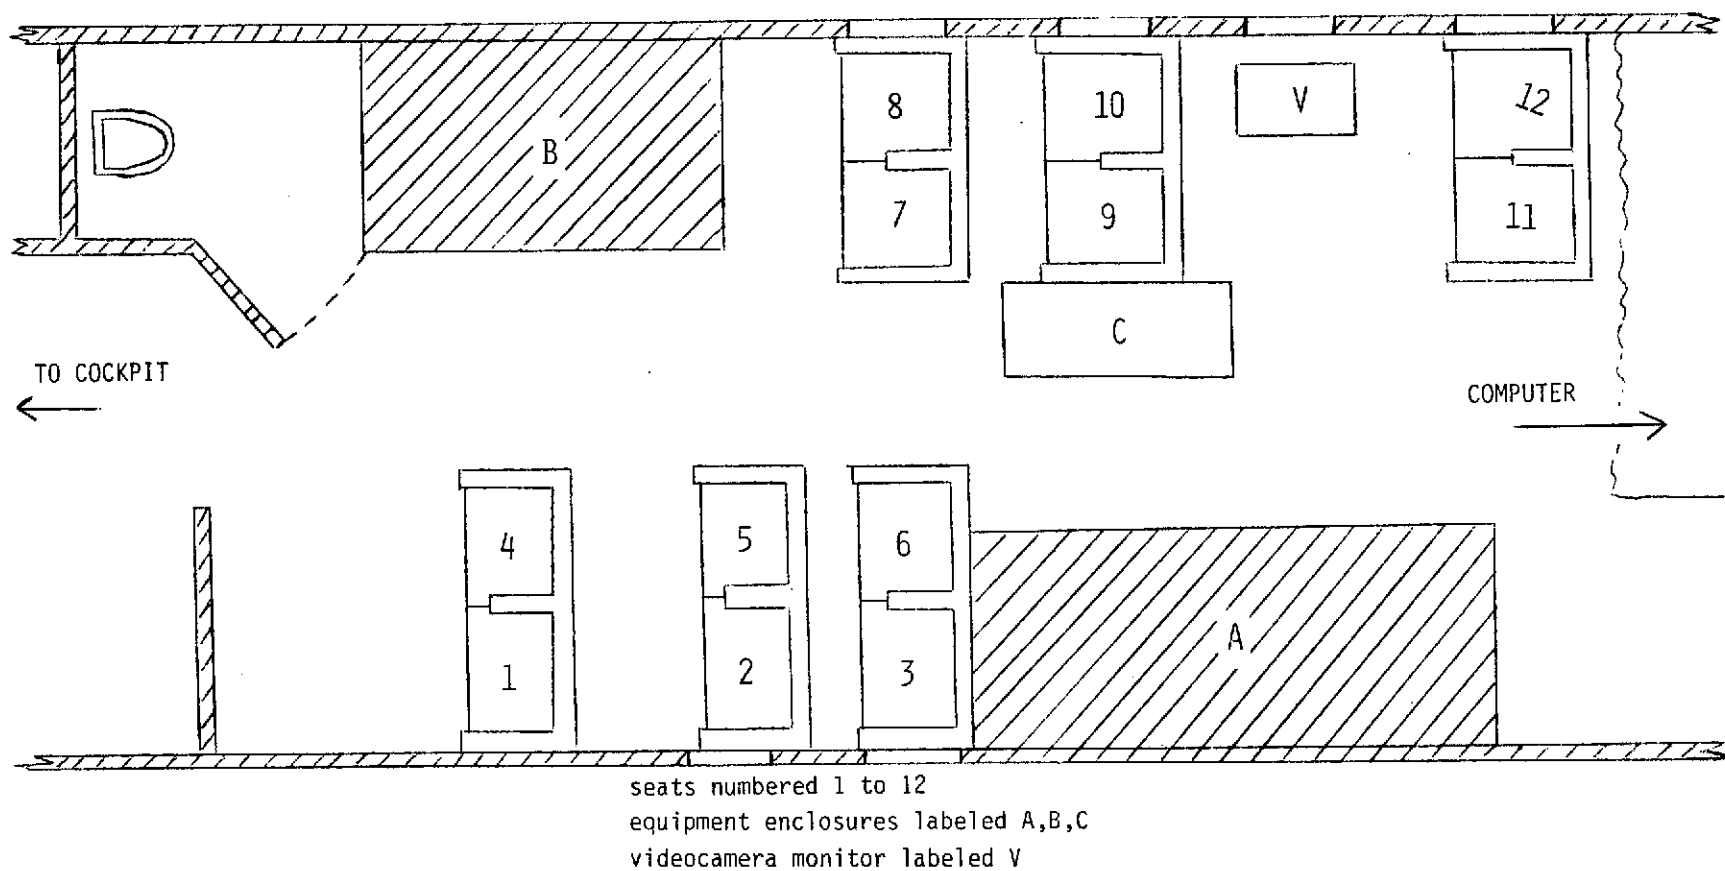 8
10
V
12
B
7
9
11
C
TO COCKPIT
COMPUTER
4
5
6
A
1
2
3
seats numbered 1 to 12
equipment enclosures labeled A,B,C
videocamera monitor labeled V